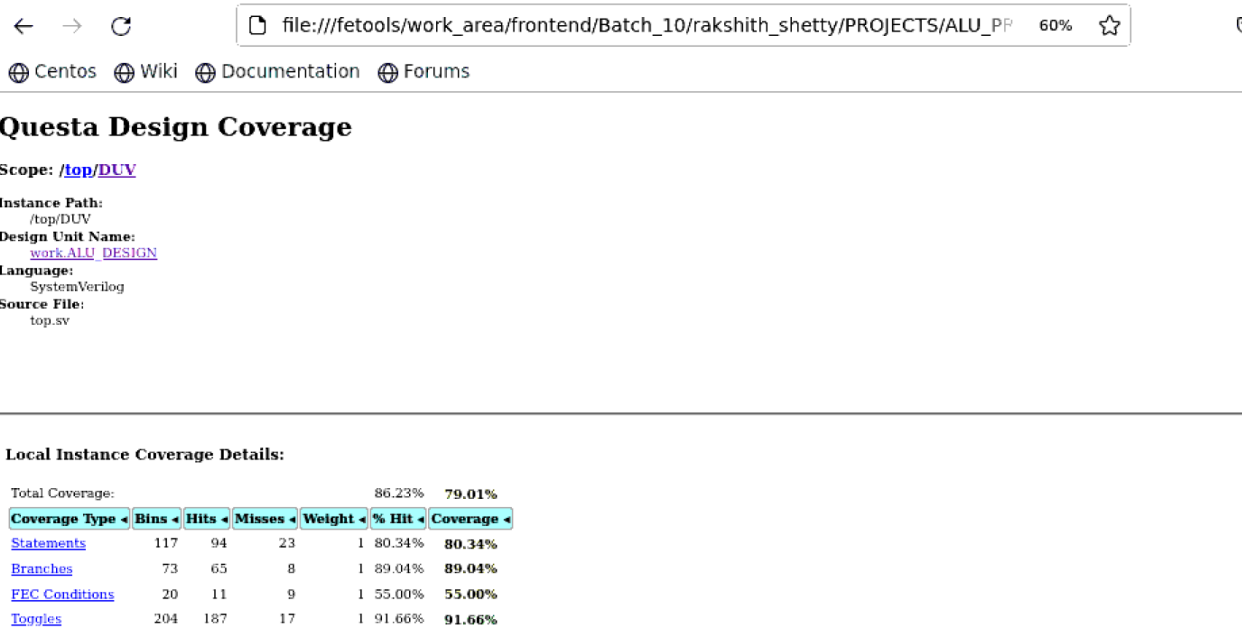 file:///fetools/work_area/frontend/Batch_10/rakshith_shetty/PROJECTS/ALU_PR 60%
Centos Wiki Documentation Forums
Questa Design Coverage
Scope: /top/DUV
Instance Path:
/top/DUV
Design Unit Name:
work.ALU_DESIGN
Language:
SystemVerilog
Source File:
top.sv
Local Instance Coverage Details:
Total Coverage: 86.23% 79.01%
Coverage Type Bins Hits Misses Weight % Hit Coverage
Statements 117 94 23 1 80.34% 80.34%
Branches 73 65 8 1 89.04% 89.04%
FEC Conditions 20 11 9 1 55.00% 55.00%
Toggles 204 187 17 1 91.66% 91.66%